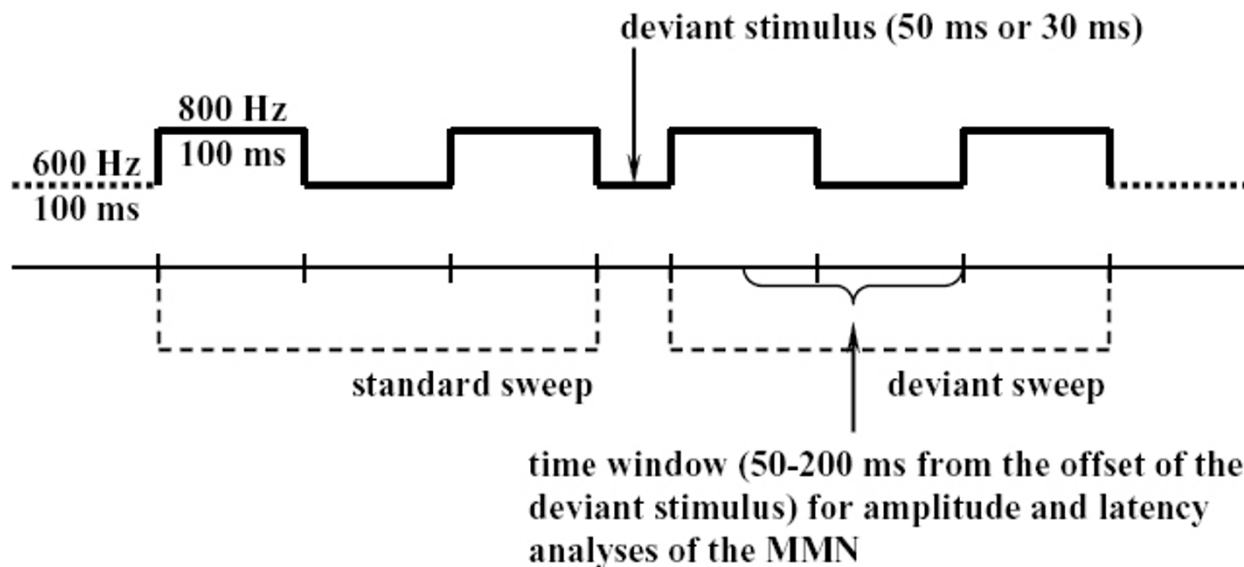 deviant stimulus (50 ms or 30 ms)
800 Hz
100 ms
600 Hz
100 ms
standard sweep
deviant sweep
time window (50-200 ms from the offset of the
deviant stimulus) for amplitude and latency
analyses of the MMN